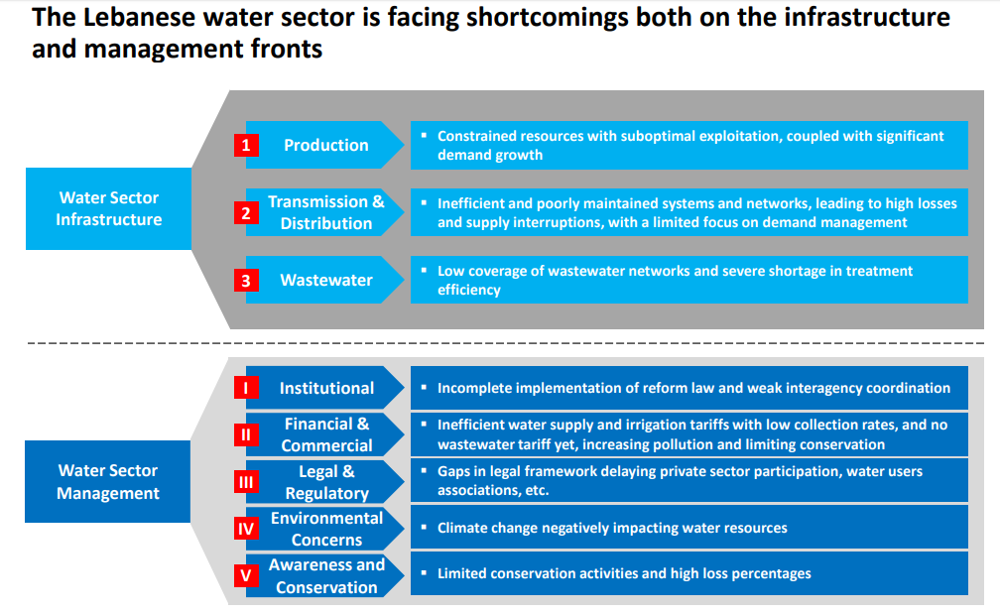 The Lebanese water sector is facing shortcomings both on the infrastructure
and management fronts
Water Sector
Infrastructure
1
Production
▪ Constrained resources with suboptimal exploitation, coupled with significant
demand growth
2
Transmission &
Distribution
▪ Inefficient and poorly maintained systems and networks, leading to high losses
and supply interruptions, with a limited focus on demand management
3
Wastewater
▪ Low coverage of wastewater networks and severe shortage in treatment
efficiency
Water Sector
Management
I
Institutional
▪ Incomplete implementation of reform law and weak interagency coordination
II
Financial &
Commercial
▪ Inefficient water supply and irrigation tariffs with low collection rates, and no
wastewater tariff yet, increasing pollution and limiting conservation
III
Legal &
Regulatory
▪ Gaps in legal framework delaying private sector participation, water users
associations, etc.
IV
Environmental
Concerns
▪ Climate change negatively impacting water resources
V
Awareness and
Conservation
▪ Limited conservation activities and high loss percentages